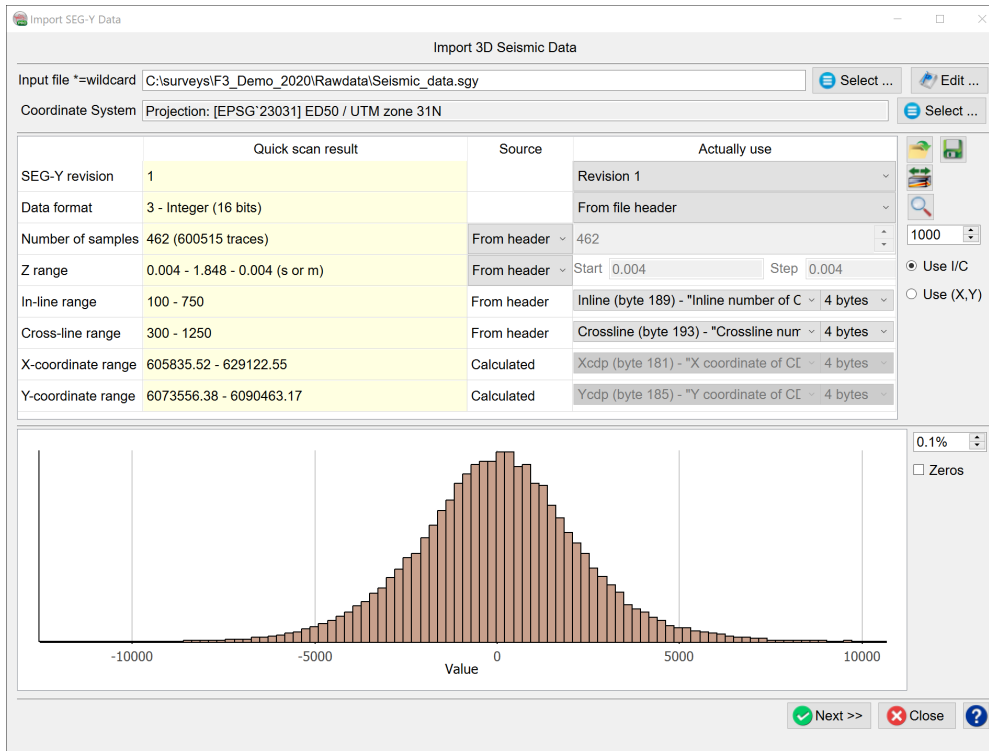 Import SEG-Y Data
Import 3D Seismic Data
Input file *=wildcard C:\surveys\F3_Demo_2020\Rawdata\Seismic_data.sgy Select ... Edit ...
Coordinate System Projection: [EPSG`23031] ED50 / UTM zone 31N Select ...
Quick scan result Source Actually use
SEG-Y revision 1 Revision 1
Data format 3 - Integer (16 bits) From file header
Number of samples 462 (600515 traces) From header 462 1000
Z range 0.004 - 1.848 - 0.004 (s or m) From header Start 0.004 Step 0.004 Use I/C
In-line range 100 - 750 From header Inline (byte 189) - "Inline number of C 4 bytes Use (X,Y)
Cross-line range 300 - 1250 From header Crossline (byte 193) - "Crossline num 4 bytes
X-coordinate range 605835.52 - 629122.55 Calculated Xcdp (byte 181) - "X coordinate of CD 4 bytes
Y-coordinate range 6073556.38 - 6090463.17 Calculated Ycdp (byte 185) - "Y coordinate of CD 4 bytes
0.1%
Zeros
-10000 -5000 0 5000 10000
Value
Next >> Close ?